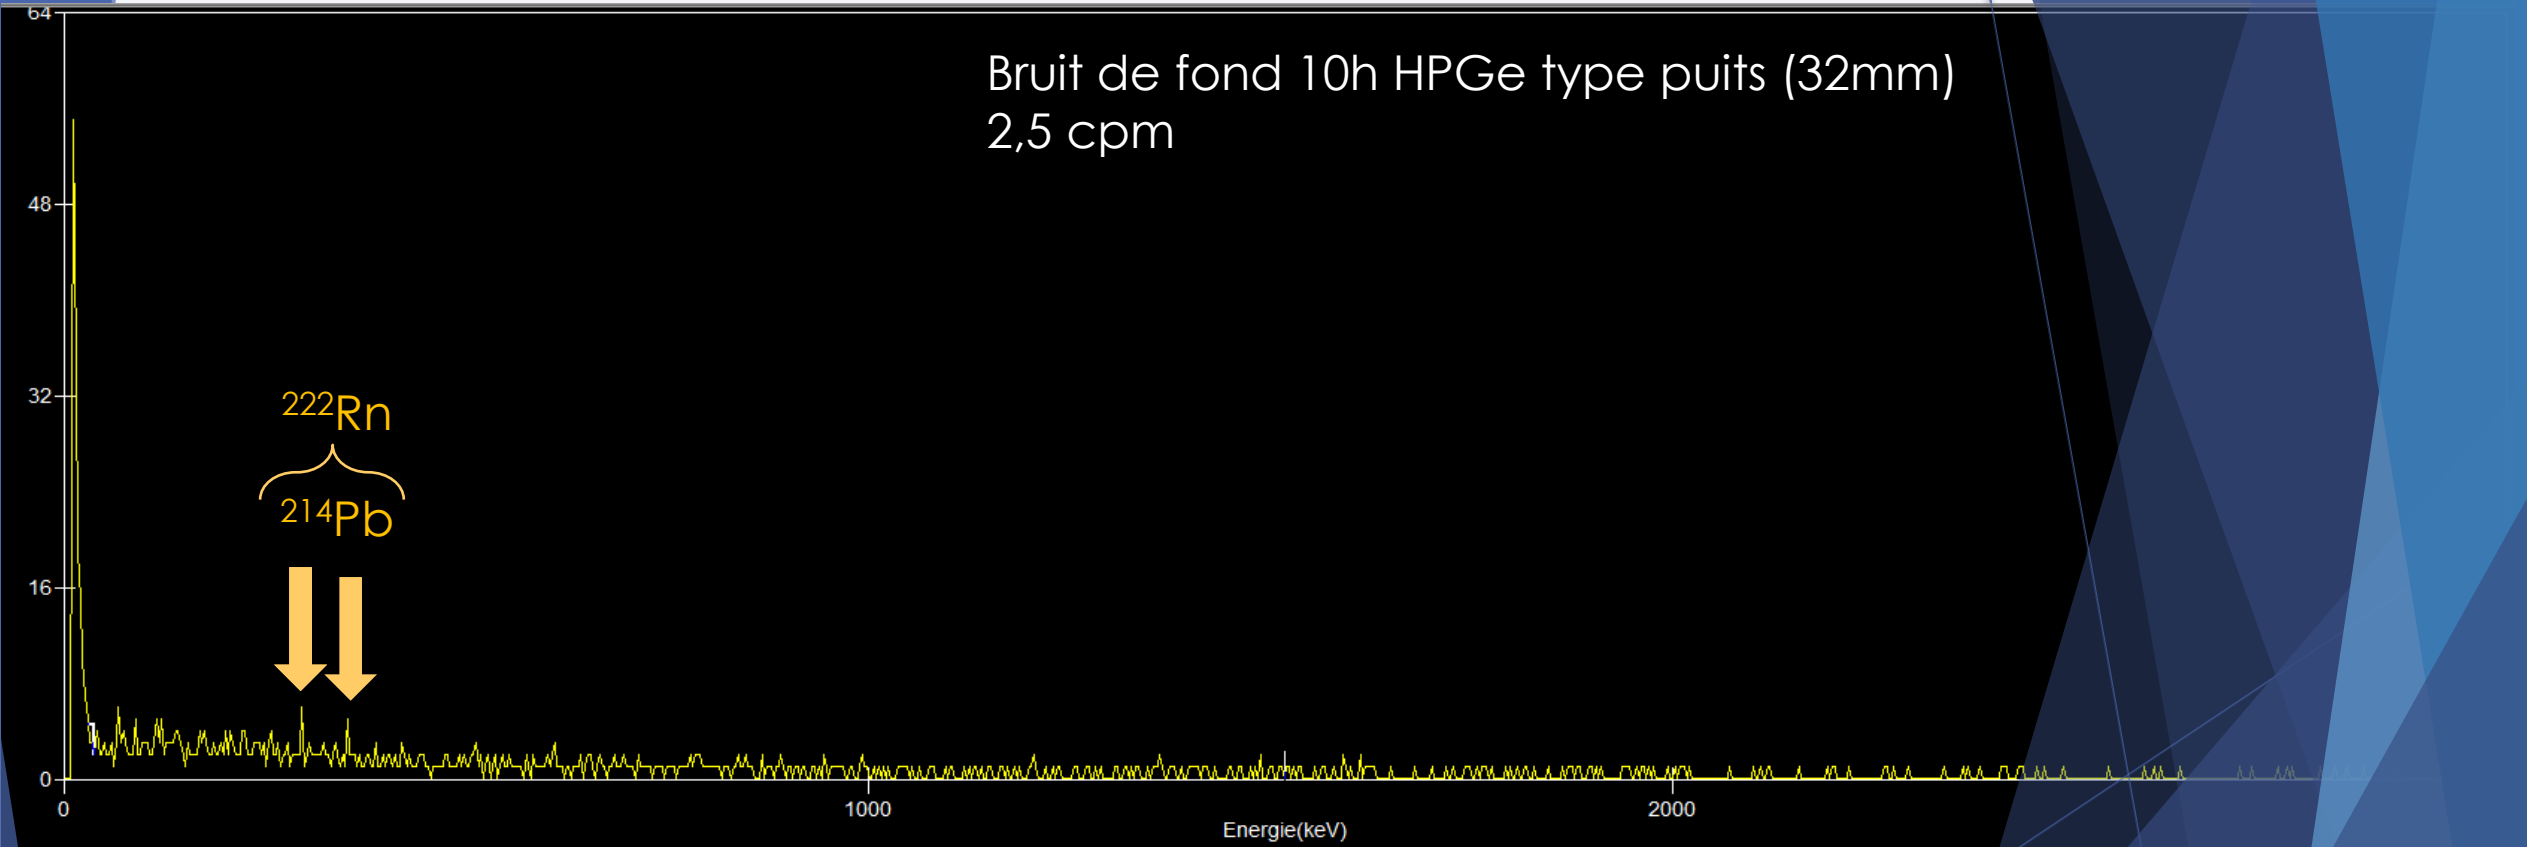 64
Bruit de fond 10h HPGe type puits (32mm)
2,5 cpm
48
32
222Rn
214Pb
16
0
0
1000
2000
Energie(keV)